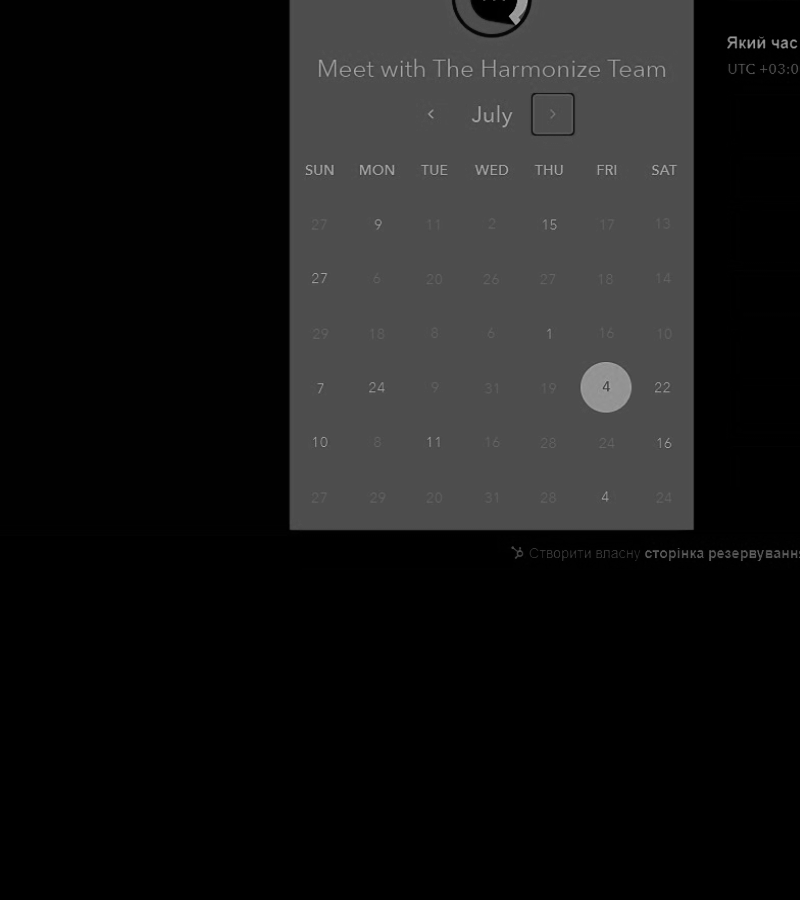 Який час
UTC +03:0
Meet with The Harmonize Team
July
SUN MON TUE WED THU FRI SAT
27 9 11 2 15 17 13
27 6 20 26 27 18 14
29 18 8 6 1 16 10
7 24 9 31 19 4 22
10 8 11 16 28 24 16
27 29 20 31 28 4 24
Створити власну сторінка резервування